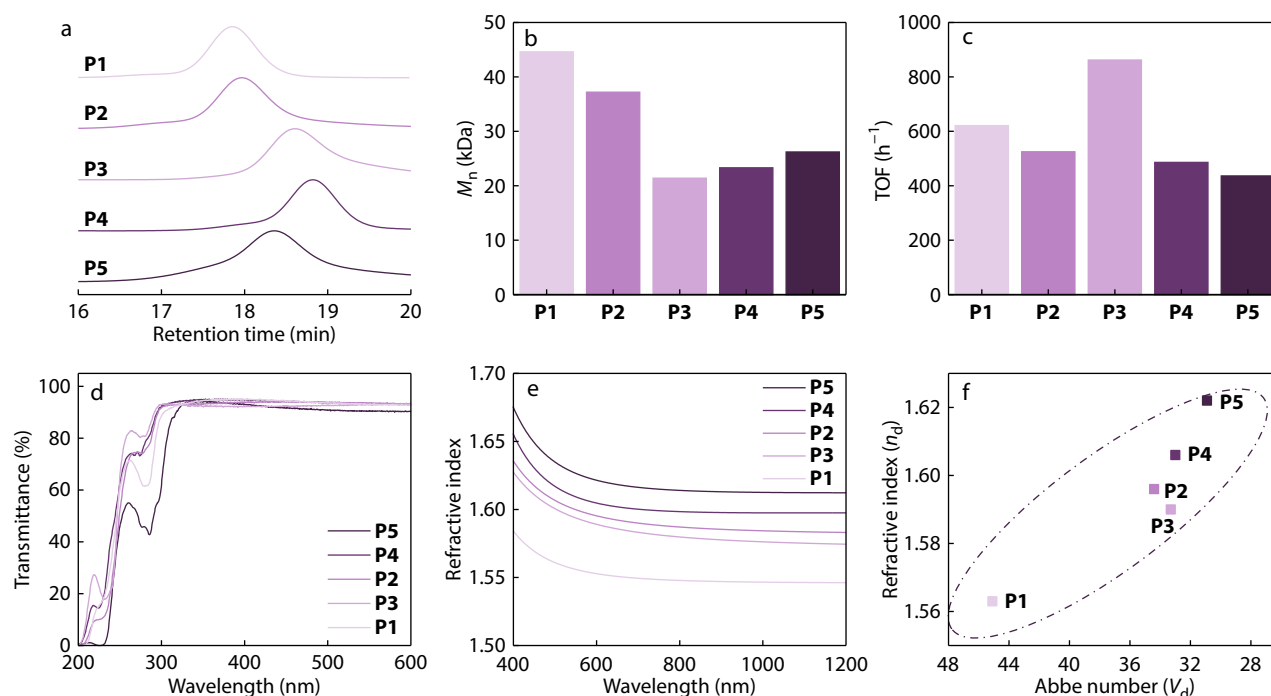 a
P1
P2
P3
P4
P5
16 17 18 19 20
Retention time (min)
b
50
40
30
20
10
0
Mn (kDa)
P1 P2 P3 P4 P5
c
1000
800
600
400
200
0
TOF (h−1)
P1 P2 P3 P4 P5
d
100
80
60
40
20
0
Transmittance (%)
P5
P4
P2
P3
P1
200 300 400 500 600
Wavelength (nm)
e
1.70
1.65
1.60
1.55
1.50
Refractive index
P5
P4
P2
P3
P1
400 600 800 1000 1200
Wavelength (nm)
f
1.62
1.60
1.58
1.56
Refractive index (nd)
P5
P4
P2
P3
P1
48 44 40 36 32 28
Abbe number (Vd)